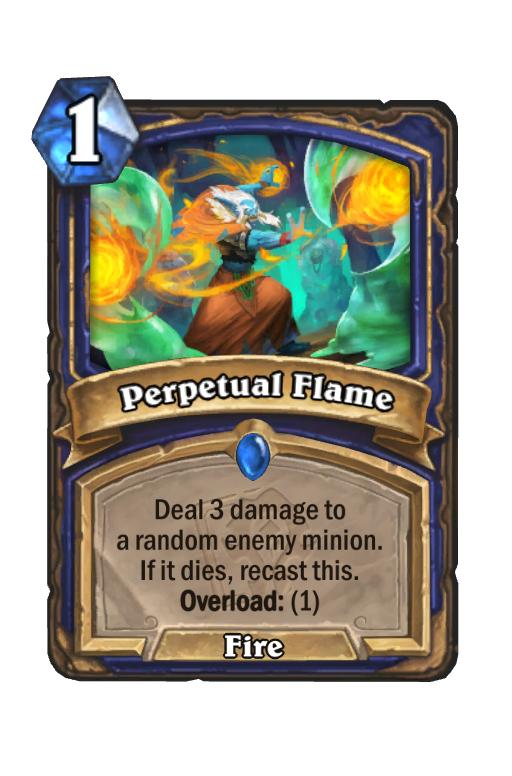 1
Perpetual Flame
Deal 3 damage to
a random enemy minion.
If it dies, recast this.
Overload: (1)
Fire